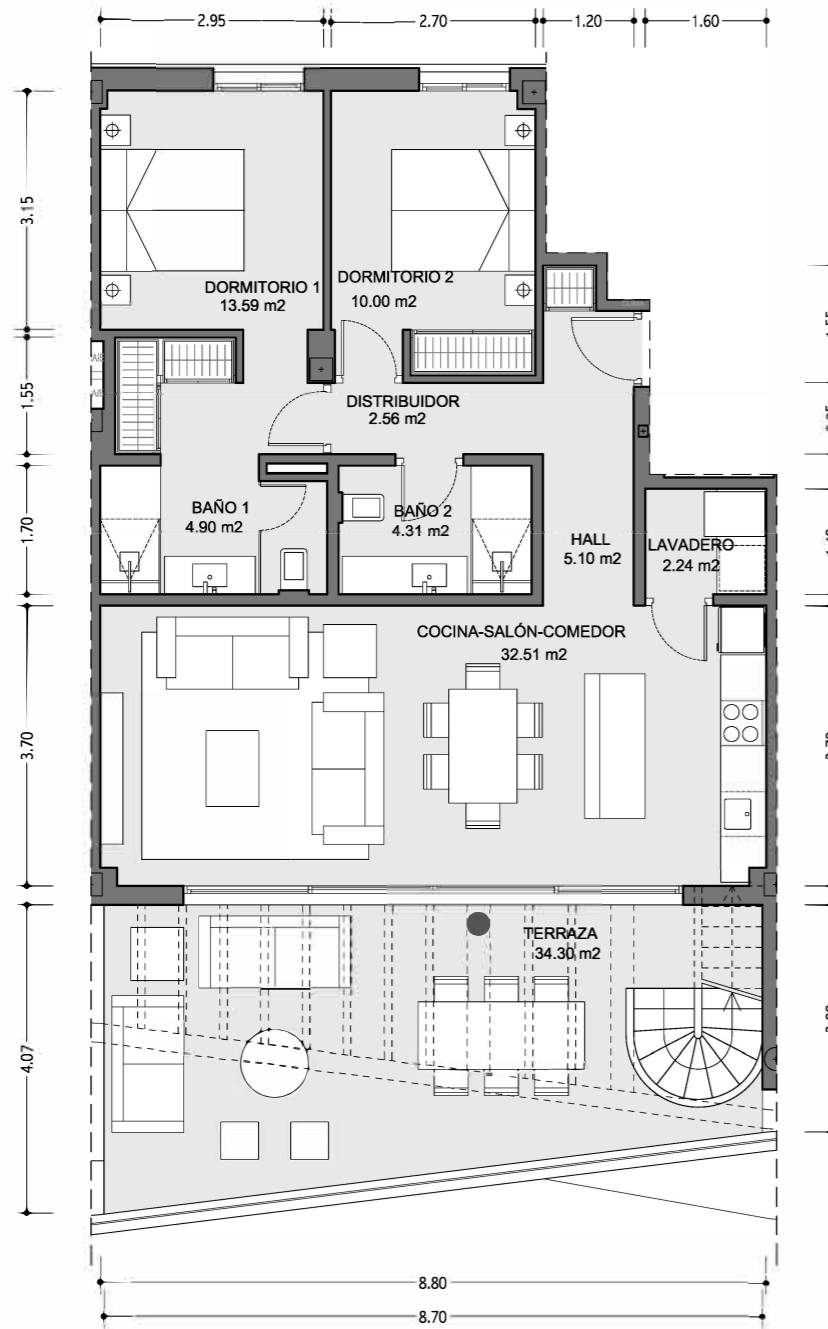 2.95
2.70
1.20
1.60
3.15
DORMITORIO 1
13.59 m2
DORMITORIO 2
10.00 m2
1.55
DISTRIBUIDOR
2.56 m2
1.70
BAÑO 1
4.90 m2
BAÑO 2
4.31 m2
HALL
5.10 m2
LAVADERO
2.24 m2
COCINA-SALÓN-COMEDOR
32.51 m2
3.70
TERRAZA
34.30 m2
4.07
8.80
8.70